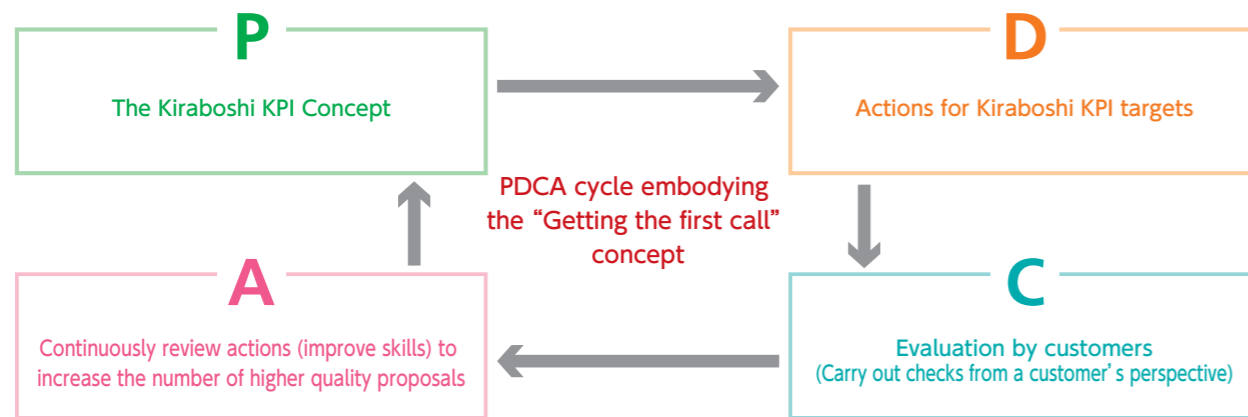 P
The Kiraboshi KPI Concept
D
Actions for Kiraboshi KPI targets
PDCA cycle embodying
the “Getting the first call”
concept
A
Continuously review actions (improve skills) to
increase the number of higher quality proposals
C
Evaluation by customers
(Carry out checks from a customer’s perspective)